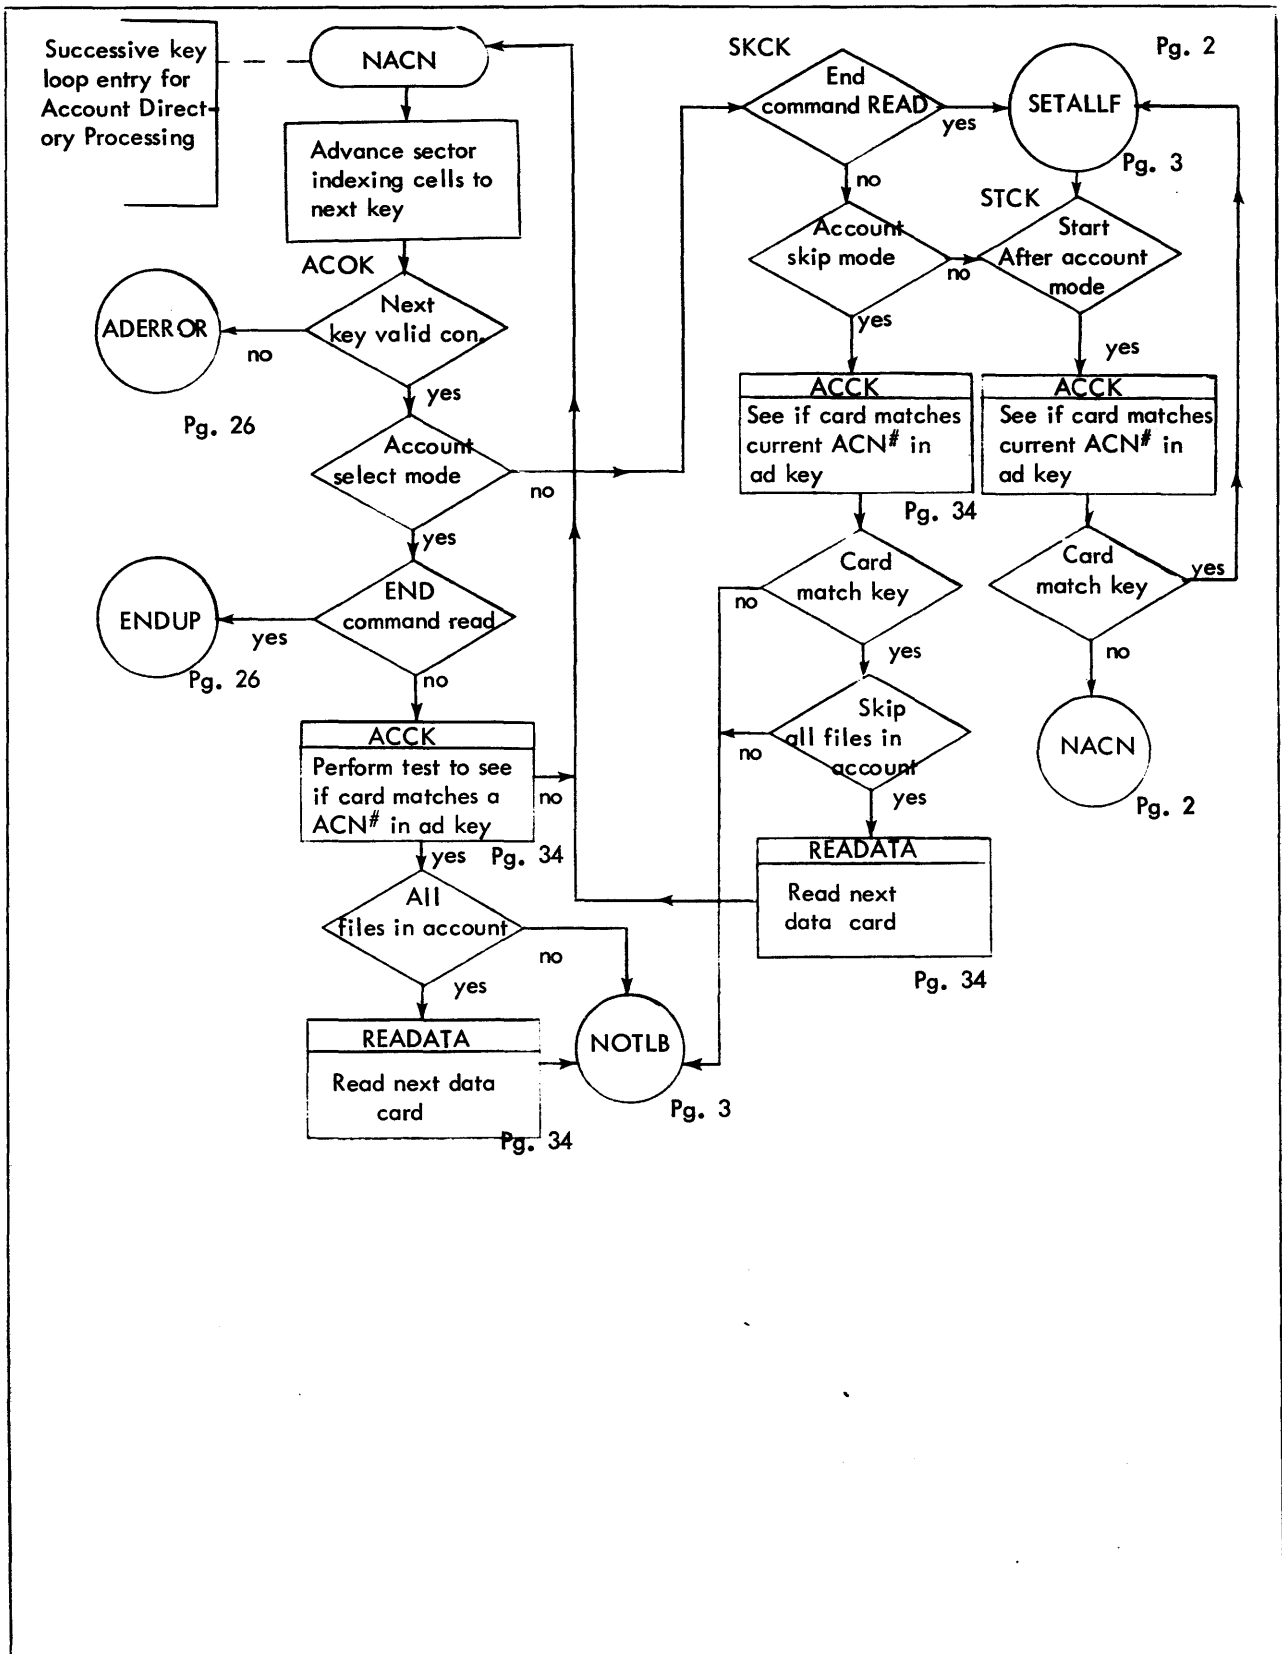 Pg. 2
Successive key
loop entry for
Account Direct-
ory Processing
NACN
Advance sector
indexing cells to
next key
ACOK
Next
key valid con.
no
yes
ADERROR
Pg. 26
Account
select mode
no
yes
END
command read
yes
no
ENDUP
Pg. 26
ACCK
Perform test to see
if card matches a
ACN# in ad key
no
yes
Pg. 34
All
files in account
no
yes
READATA
Read next data
card
Pg. 34
NOTLB
Pg. 3
SKCK
End
command READ
yes
no
SETALLF
Pg. 3
Account
skip mode
no
yes
STCK
Start
After account
mode
yes
ACCK
See if card matches
current ACN# in
ad key
Pg. 34
ACCK
See if card matches
current ACN# in
ad key
Card
match key
no
yes
Card
match key
yes
no
NACN
Pg. 2
Skip
all files in
account
no
yes
READATA
Read next
data card
Pg. 34